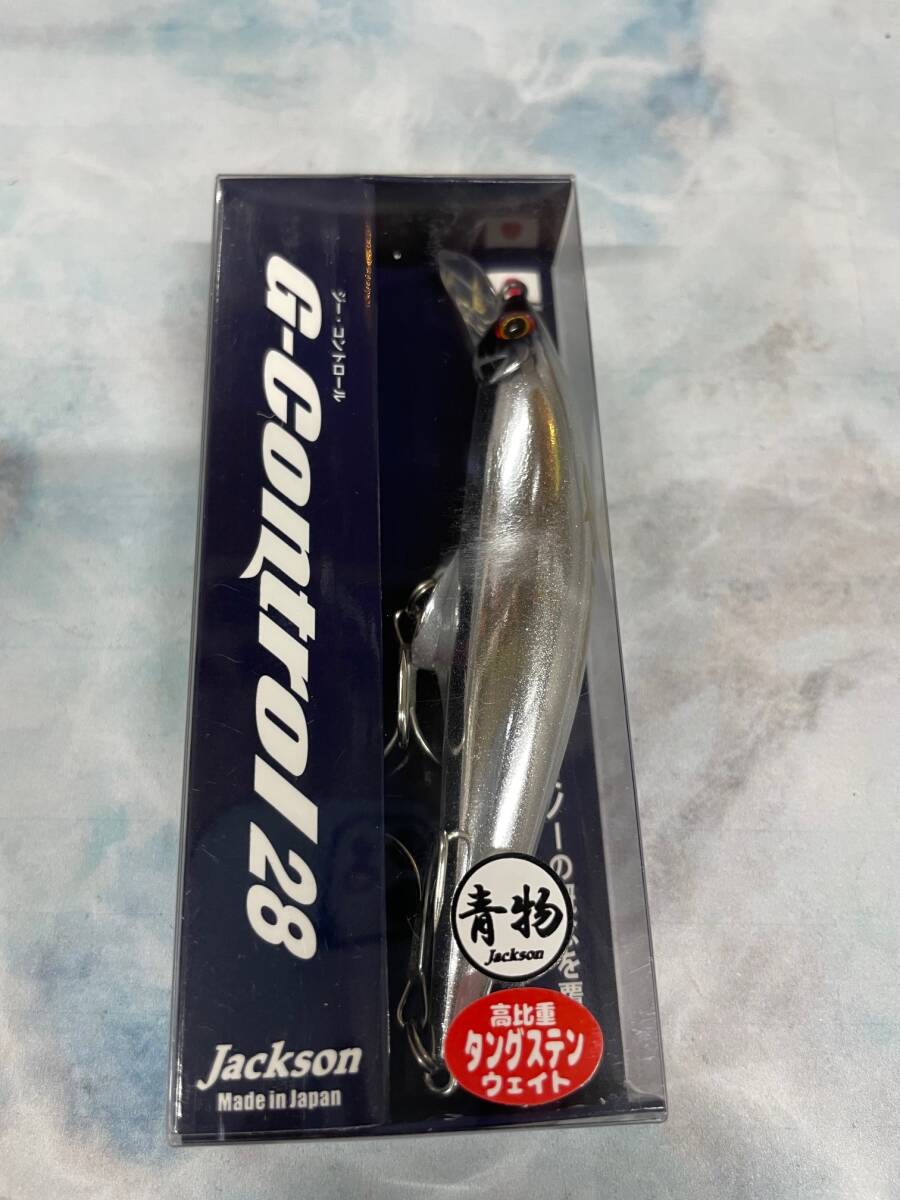 G-Control 28
ジー・コントロール
Jackson
Made in Japan
青物
Jackson
高比重
タングステン
ウェイト